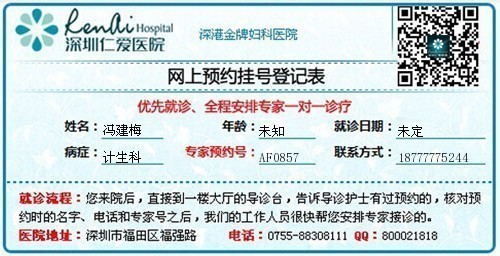 RenAi Hospital
深圳仁爱医院
深港金牌妇科医院
网上预约挂号登记表
优先就诊、全程安排专家一对一诊疗
姓名：冯建梅 年龄：未知 就诊日期：未定
病症：计生科 专家预约号：AF0857 联系方式：18777775244
就诊流程：您来院后，直接到一楼大厅的导诊台，告诉导诊护士有过预约的，核对预
约时的名字、电话和专家号之后，我们的工作人员很快帮您安排专家接诊的。
医院地址：深圳市福田区福强路 电话：0755-88308111 QQ：800021818